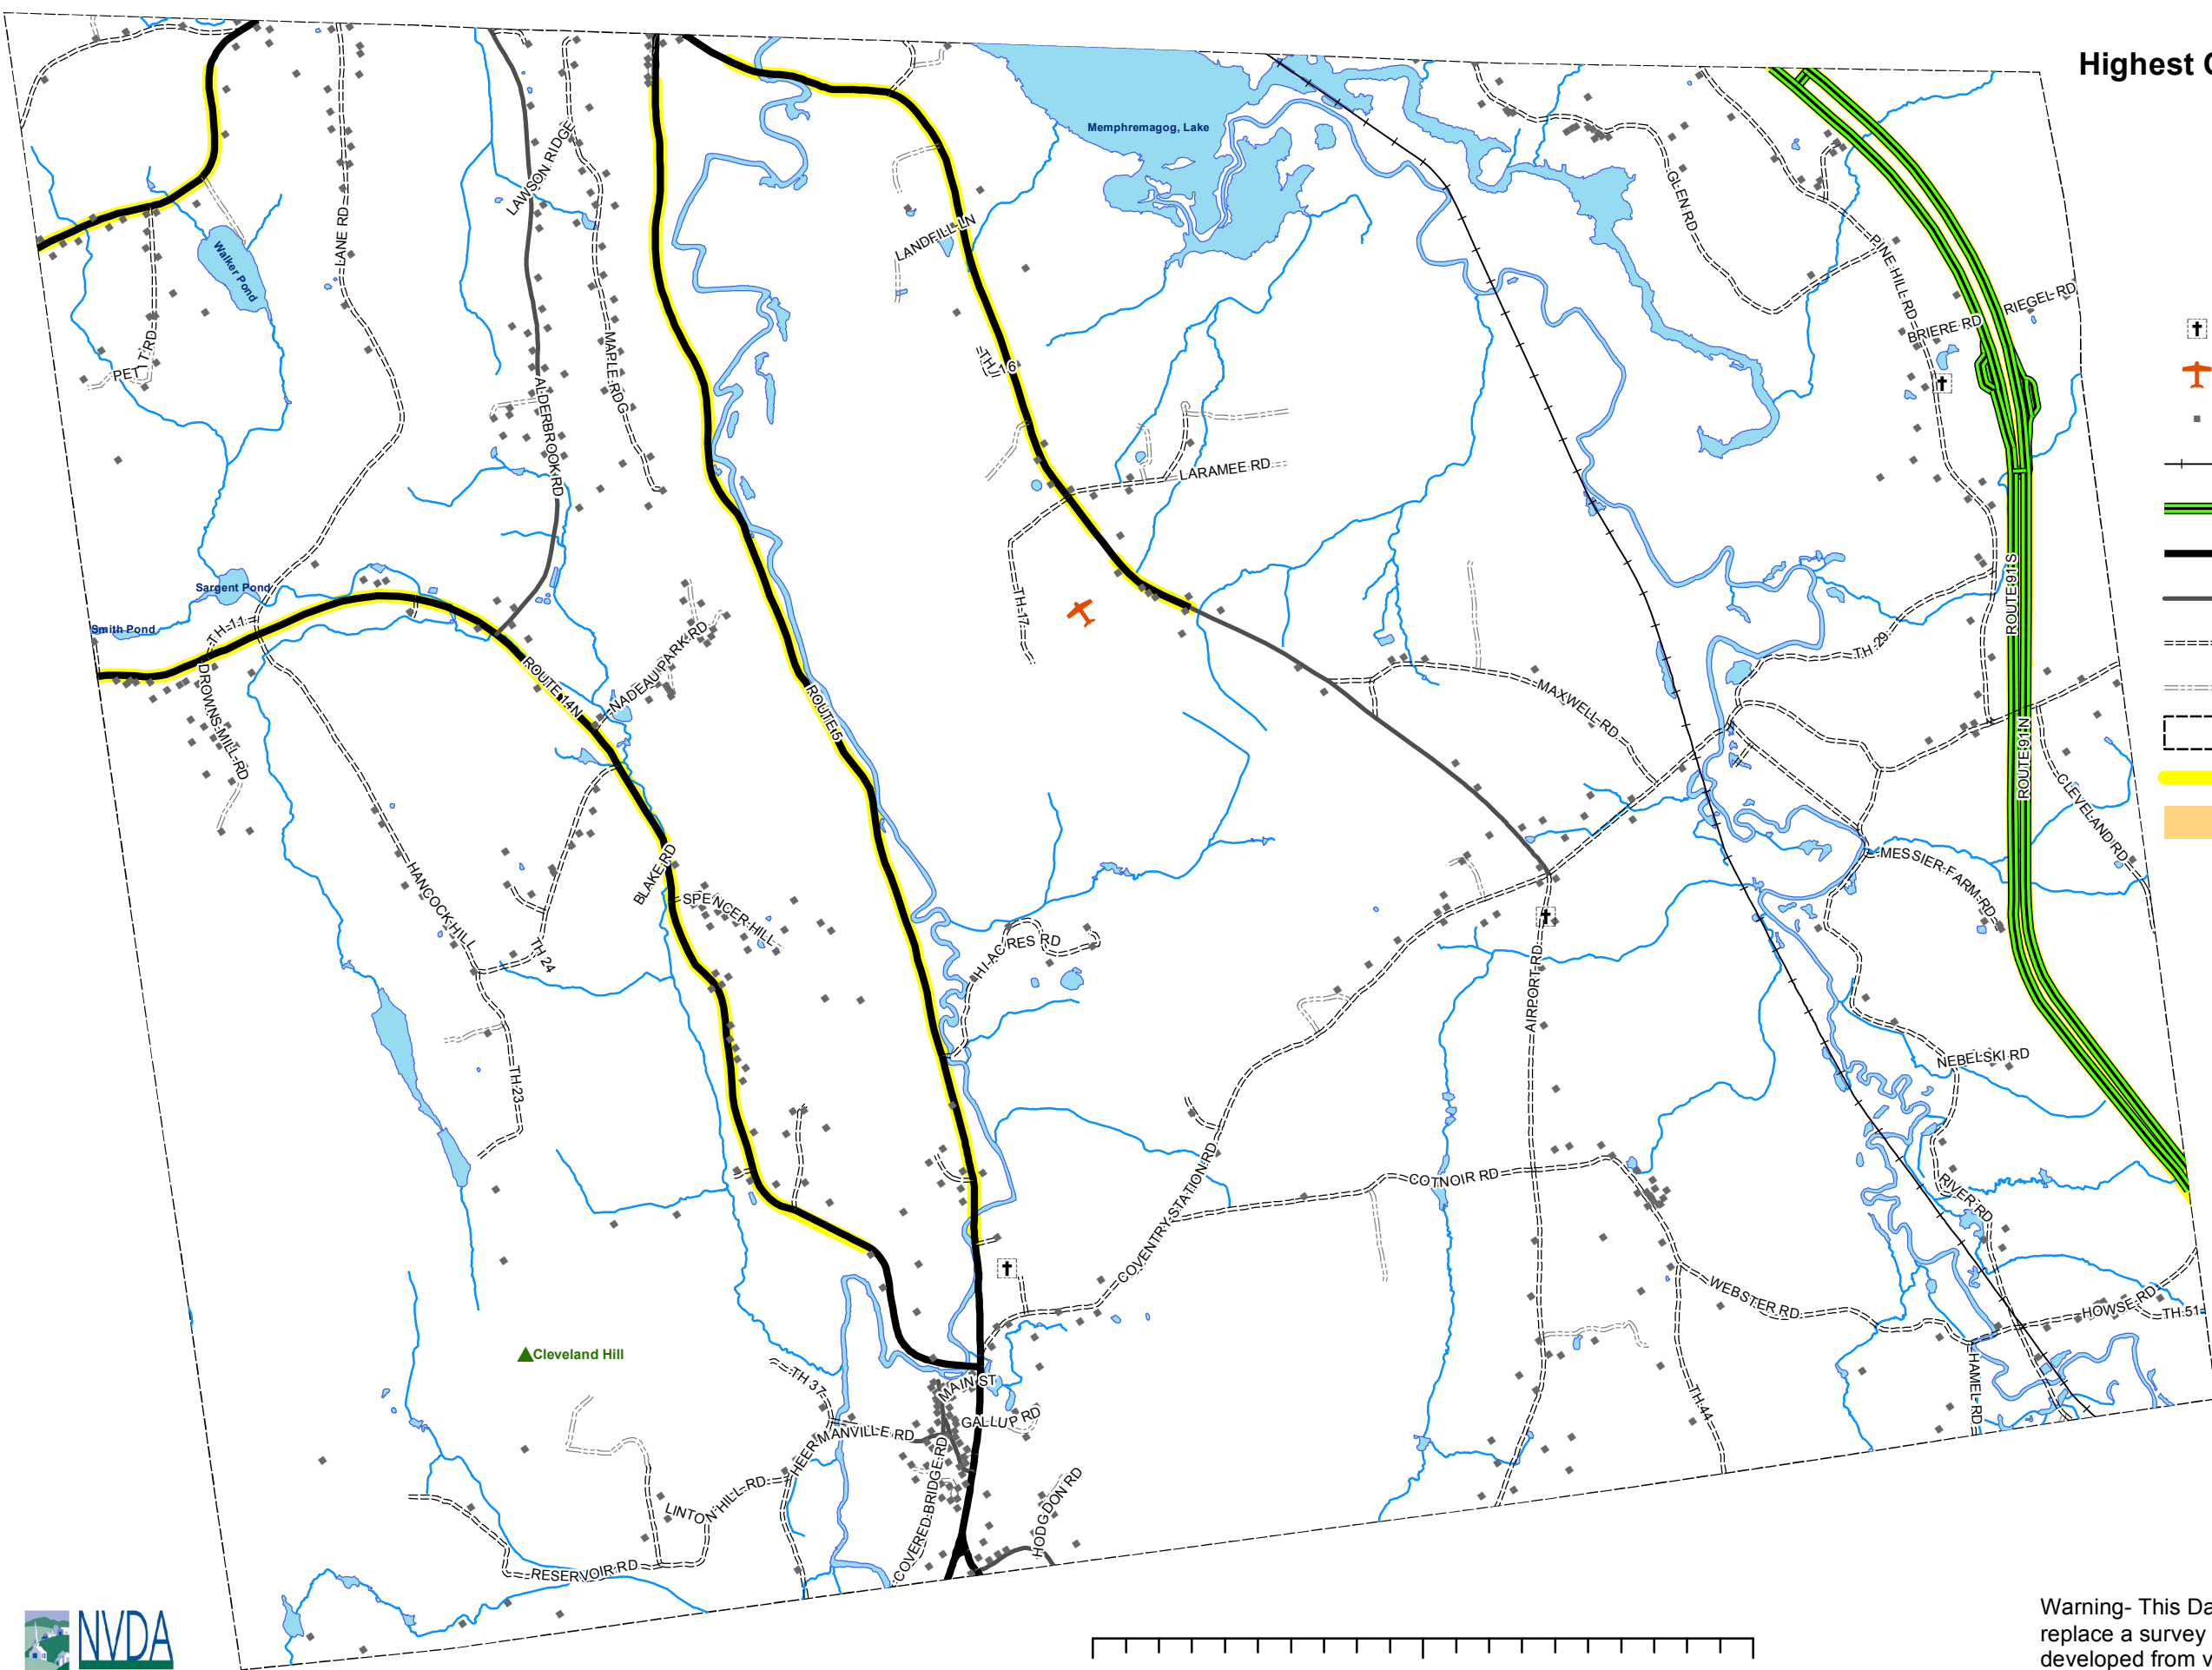 Highest
Memphremagog, Lake
LAWSON RIDGE
LANE RD
GLEN RD
LANDFILL LN
Walker Pond
PINE HILL RD
RIEGEL RD
BRIERE RD
MAPLE RDG
TH 16
ALDERBROOK RD
LARAMEE RD
ROUTE 91 S
Sargent Pond
TH-17
TH-11
Smith Pond
NADEAU PARK RD
TH-29
DROWNS MILL RD
ROUTE 14 N
ROUTE 5
MAXWELL RD
ROUTE 91 N
CLEVELAND RD
BLAKE RD
MESSIER FARM RD
HANCOCK HILL
SPENCER HILL
TH 24
HI-ACRES RD
AIRPORT RD
NEBELSKI RD
TH-23
COTNOIR RD
COVENTRY STATION RD
RIVER RD
WEBSTER RD
HOWSE RD
TH 51
Cleveland Hill
TH 37
MAIN ST
HAMEL RD
TH-44
GALLUP RD
MANVILLE RD
HEER
COVERED BRIDGE RD
LINTON HILL RD
HODGDON RD
RESERVOIR RD
NVDA
Warning- This Da
replace a survey
developed from v